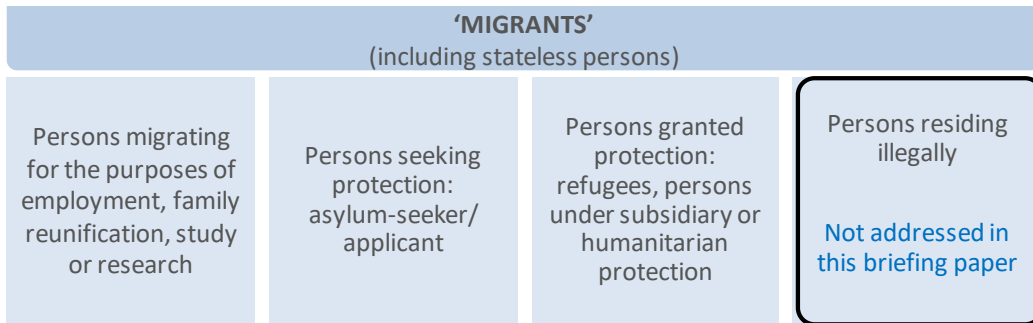 ‘MIGRANTS’
(including stateless persons)
Persons migrating
for the purposes of
employment, family
reunification, study
or research
Persons seeking
protection:
asylum-seeker/
applicant
Persons granted
protection:
refugees, persons
under subsidiary or
humanitarian
protection
Persons residing
illegally
Not addressed in
this briefing paper